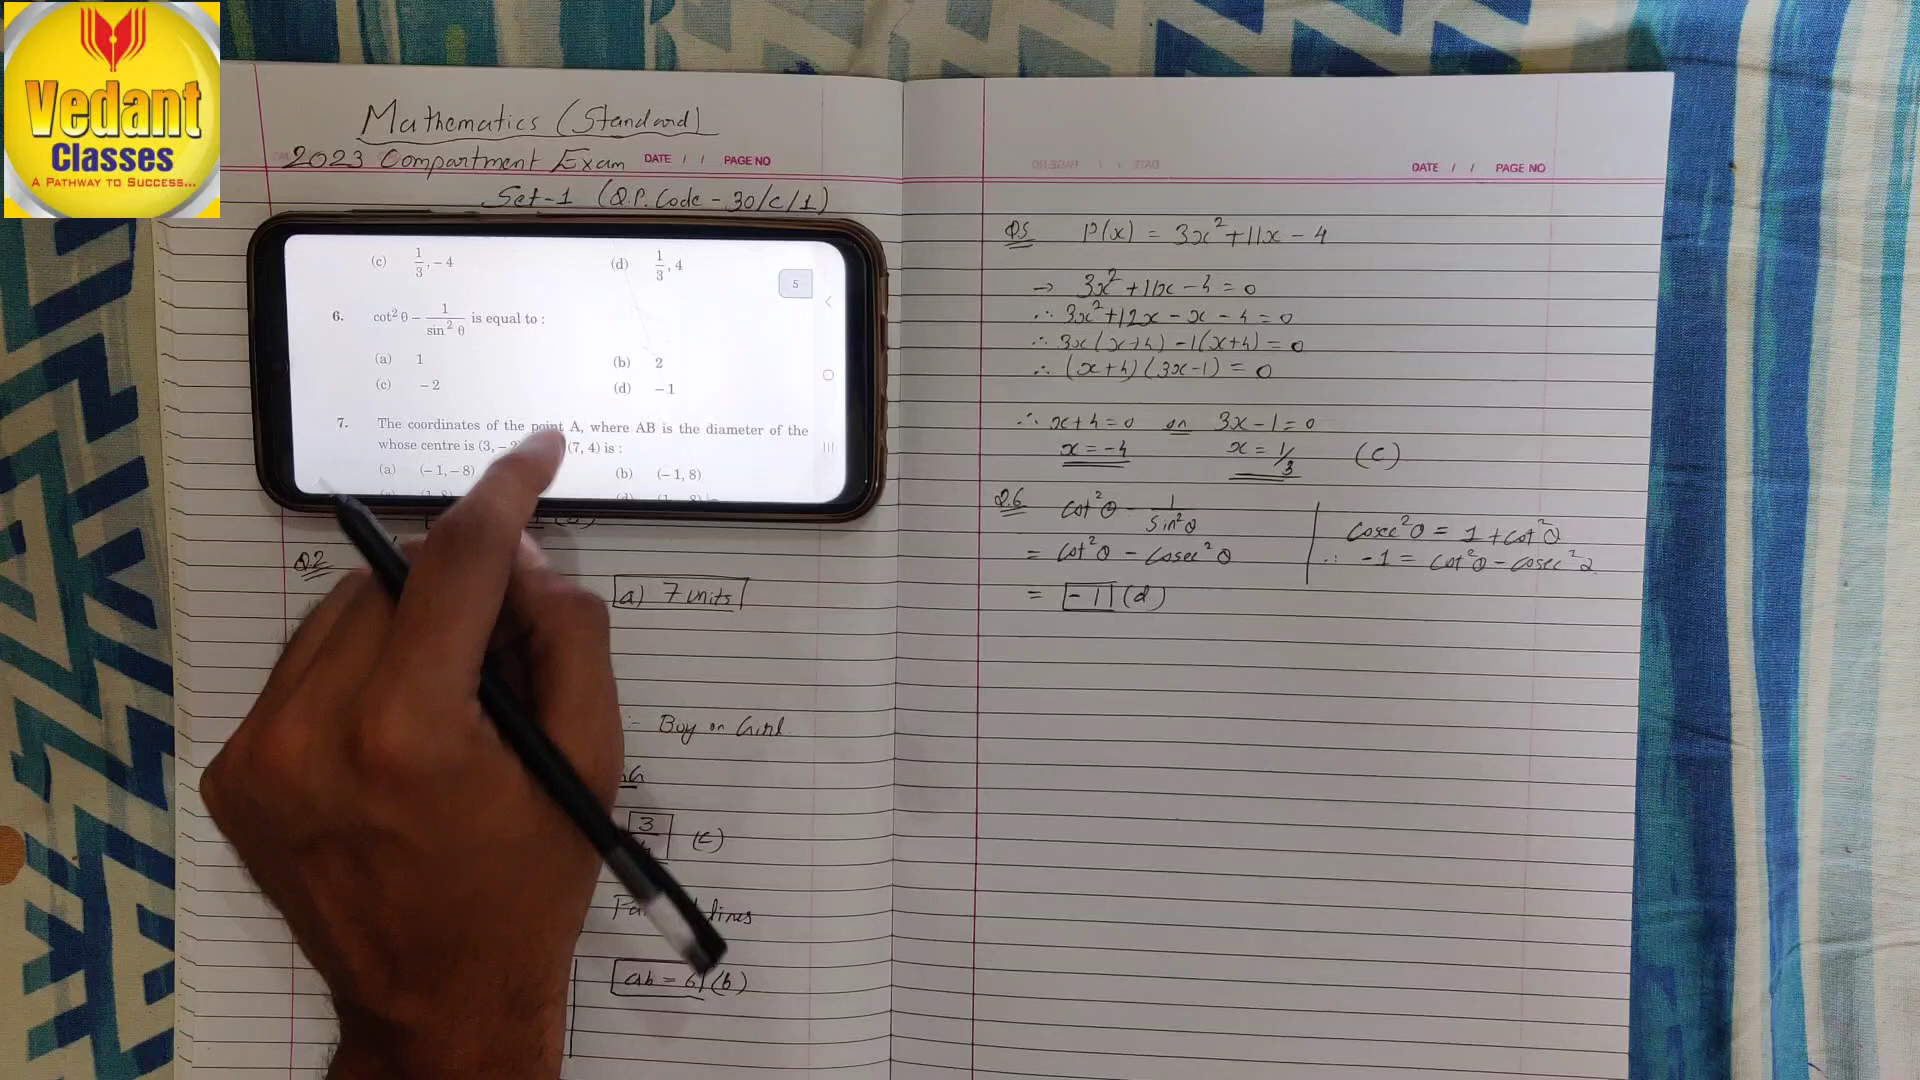 Vedant
Classes
A PATHWAY TO SUCCESS...
Mathematics (Standard)
2023 Compartment Exam DATE / / PAGE NO
Set-1 (Q.P. Code - 30/C/1)
(c) 1/3, -4 (d) 1/3, 4
5
6. cot² θ - 1/sin² θ is equal to :
(a) 1 (b) 2
(c) -2 (d) -1
7. The coordinates of the point A, where AB is the diameter of the
whose centre is (3, - (7, 4) is :
(a) (-1, -8) (b) (-1, 8)
Q2
(a) 7 units
:- Boy or Girl.
3
(c)
lines
ab = 6 (b)
DATE / / PAGE NO
Q5 P(x) = 3x²+11x-4
→ 3x²+11x-4=0
∴ 3x²+12x-x-4=0
∴ 3x(x+4)-1(x+4)=0
∴ (x+4)(3x-1)=0
∴ x+4=0 or 3x-1=0
x=-4 x=1/3 (C)
Q.6 cot²θ - 1/sin²θ
= cot²θ - cosec²θ
= -1 (d)
cosec²θ = 1+cot²θ
∴ -1 = cot²θ-cosec²2